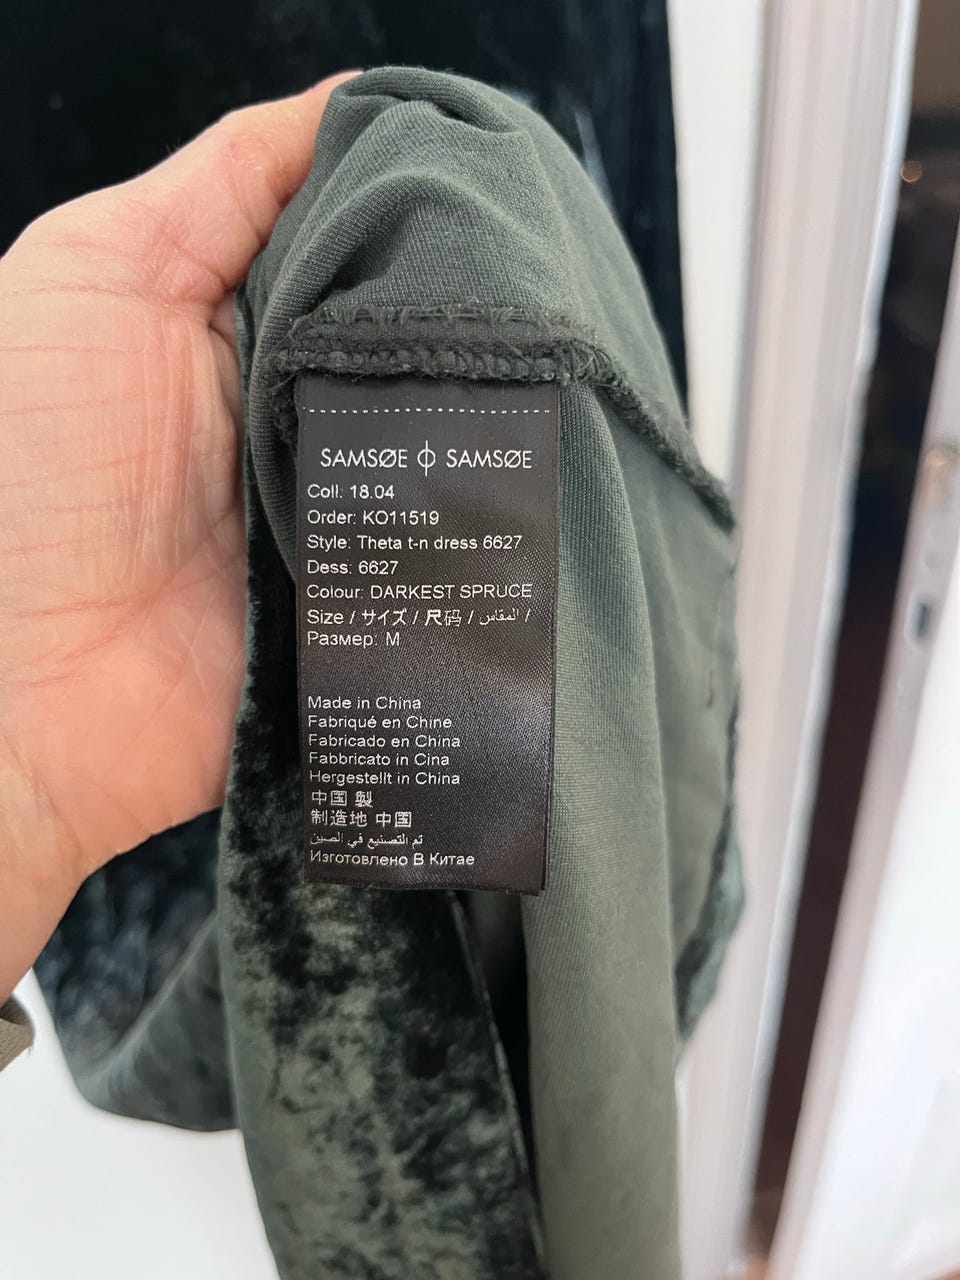 SAMSØE ϕ SAMSØE
Coll: 18.04
Order: KO11519
Style: Theta t-n dress 6627
Dess: 6627
Colour: DARKEST SPRUCE
Size / サイズ / 尺码 / المقاس /
Размер: M
Made in China
Fabriqué en Chine
Fabricado en China
Fabbricato in Cina
Hergestellt in China
中国 製
制造地 中国
تم التصنيع في الصين
Изготовлено В Китае